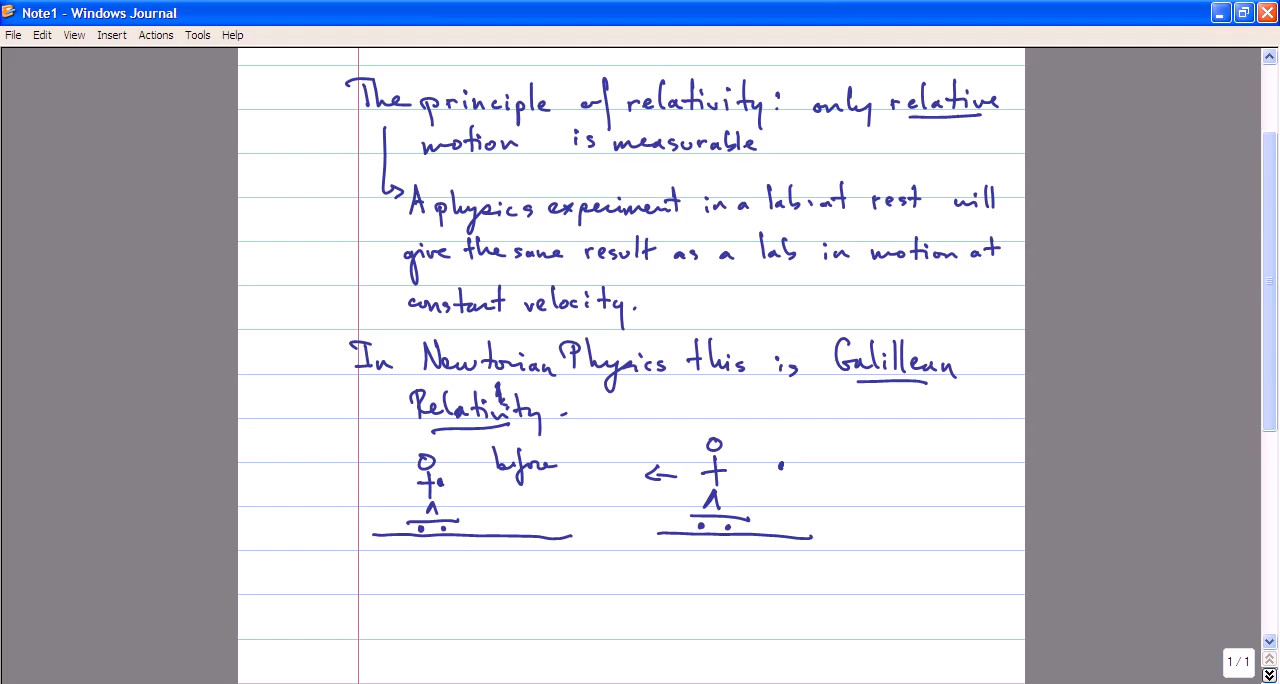 Note1 - Windows Journal
File Edit View Insert Actions Tools Help
The principle of relativity: only relative
motion is measurable
A physics experiment in a lab at rest will
give the same result as a lab in motion at
constant velocity.
In Newtonian Physics this is Galillean
Relativity.
before
1 / 1